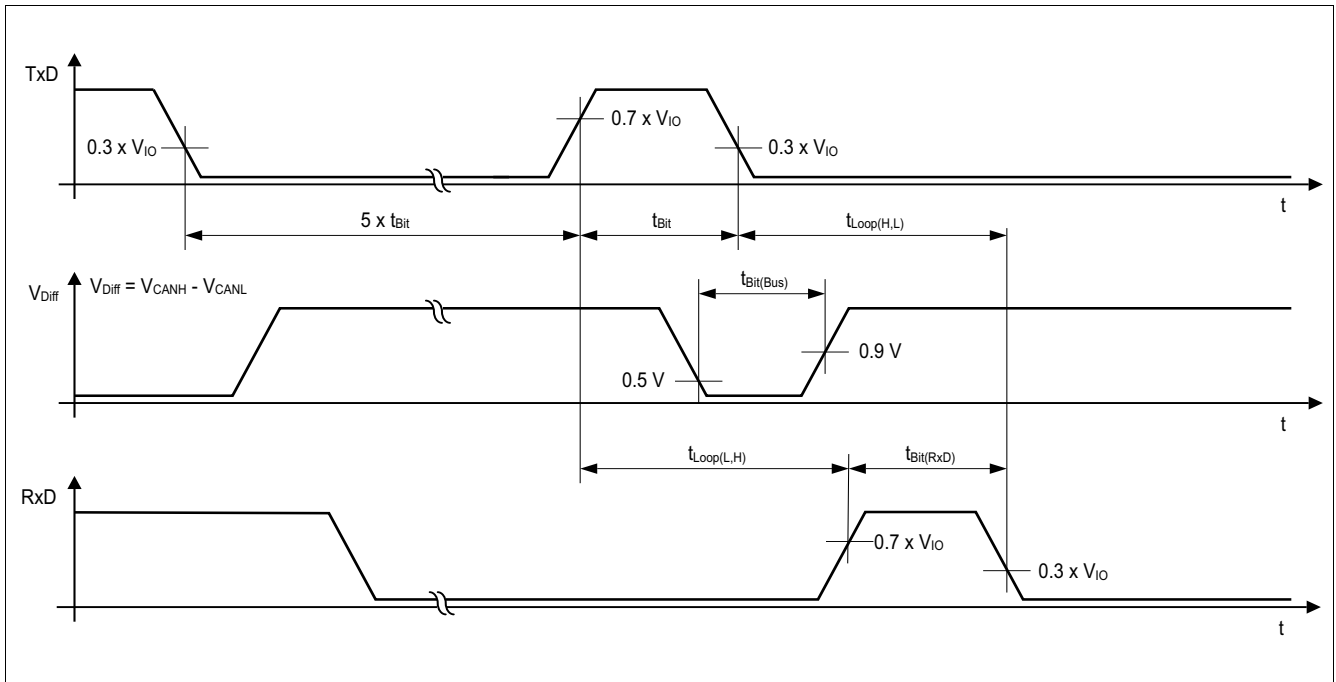 TxD
0.7 x VIO
0.3 x VIO
0.3 x VIO
t
5 x tBit
tBit
tLoop(H,L)
VDiff
VDiff = VCANH - VCANL
tBit(Bus)
0.9 V
0.5 V
t
tLoop(L,H)
tBit(RxD)
RxD
0.7 x VIO
0.3 x VIO
t